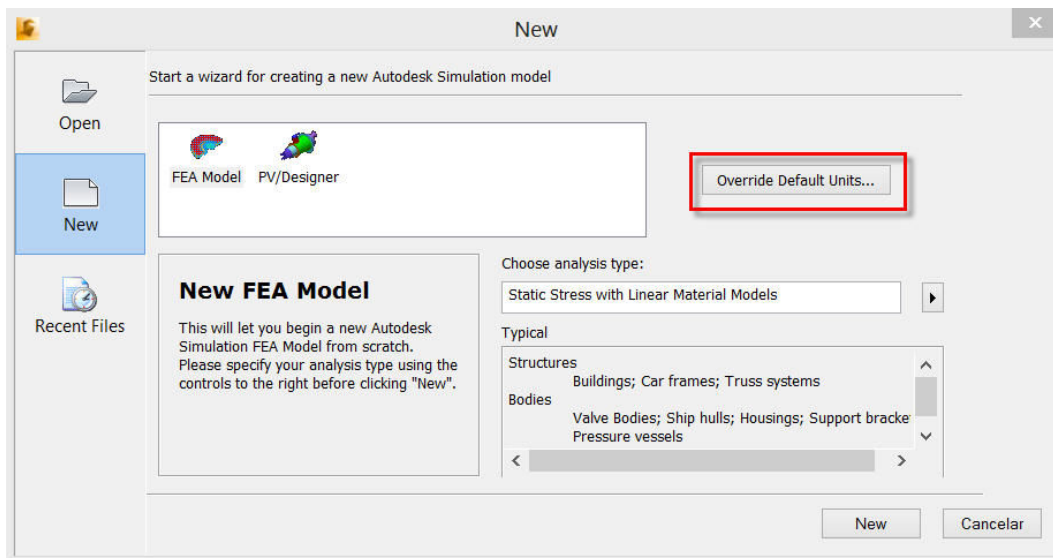 New
Open
New
Recent Files
Start a wizard for creating a new Autodesk Simulation model
FEA Model PV/Designer
Override Default Units...
New FEA Model
This will let you begin a new Autodesk
Simulation FEA Model from scratch.
Please specify your analysis type using the
controls to the right before clicking "New".
Choose analysis type:
Static Stress with Linear Material Models
Typical
Structures
Buildings; Car frames; Truss systems
Bodies
Valve Bodies; Ship hulls; Housings; Support bracke
Pressure vessels
New Cancelar